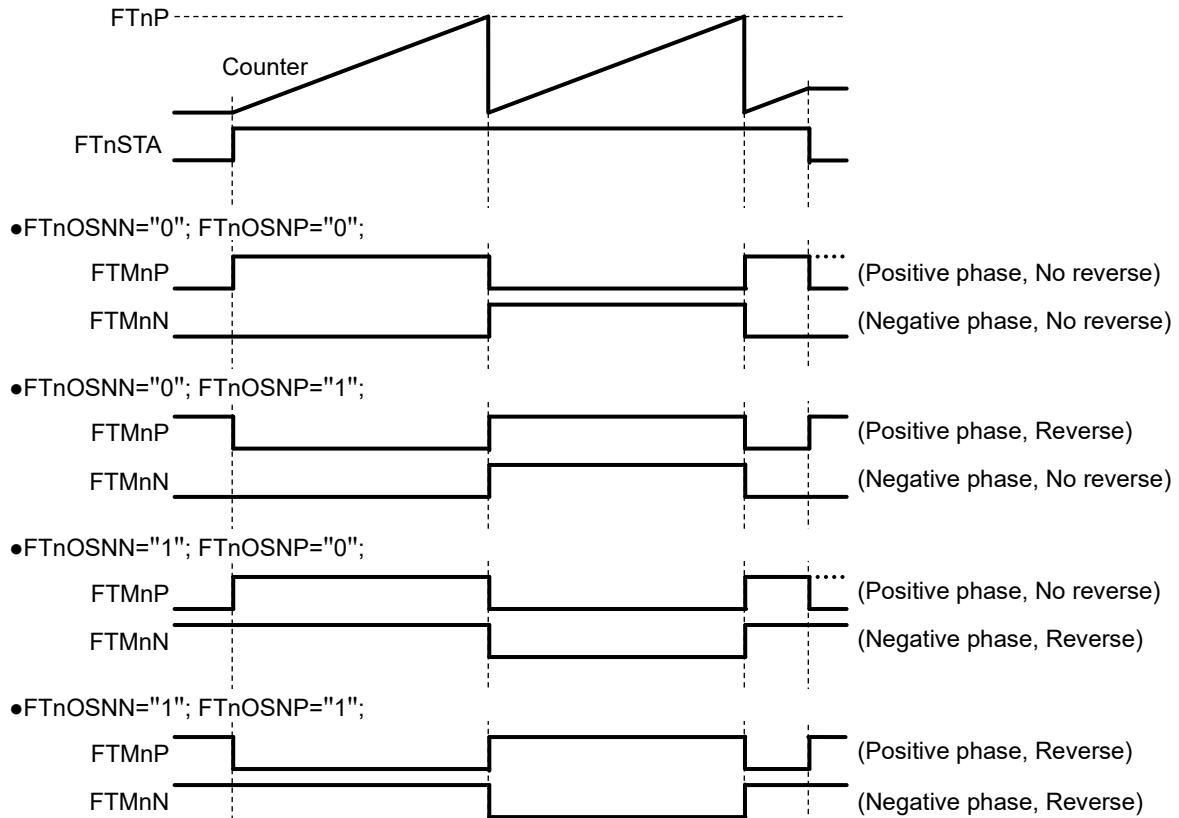 FTnP
Counter
FTnSTA
●FTnOSNN="0"; FTnOSNP="0";
FTMnP (Positive phase, No reverse)
FTMnN (Negative phase, No reverse)
●FTnOSNN="0"; FTnOSNP="1";
FTMnP (Positive phase, Reverse)
FTMnN (Negative phase, No reverse)
●FTnOSNN="1"; FTnOSNP="0";
FTMnP (Positive phase, No reverse)
FTMnN (Negative phase, Reverse)
●FTnOSNN="1"; FTnOSNP="1";
FTMnP (Positive phase, Reverse)
FTMnN (Negative phase, Reverse)